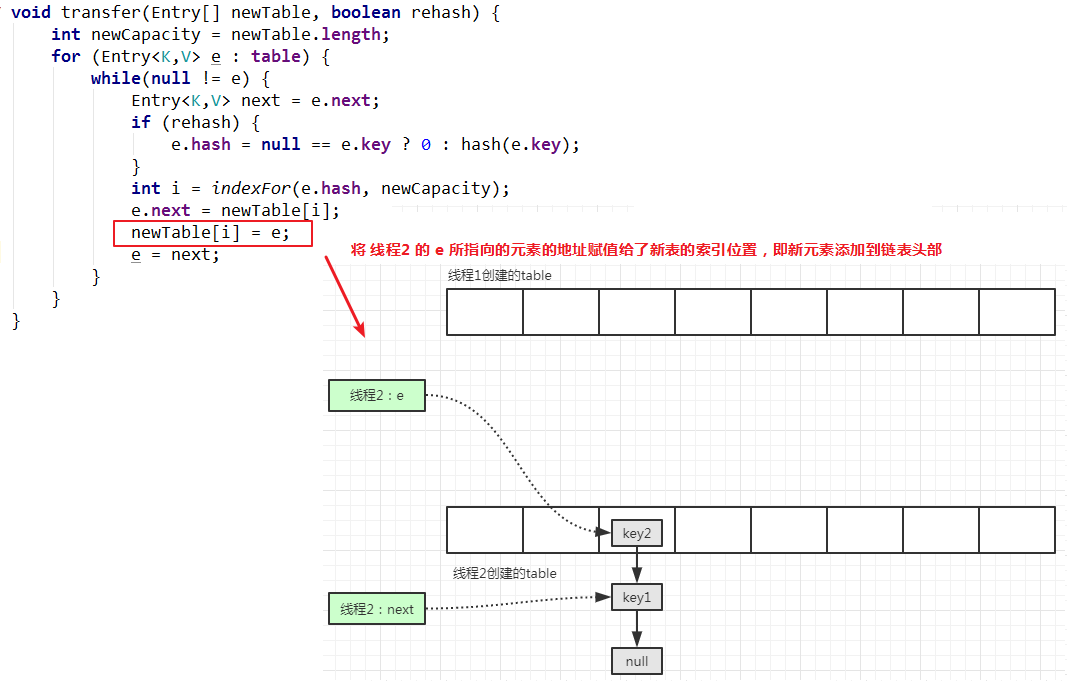 void transfer(Entry[] newTable, boolean rehash) {
    int newCapacity = newTable.length;
    for (Entry<K,V> e : table) {
        while(null != e) {
            Entry<K,V> next = e.next;
            if (rehash) {
                e.hash = null == e.key ? 0 : hash(e.key);
            }
            int i = indexFor(e.hash, newCapacity);
            e.next = newTable[i];
            newTable[i] = e;
            e = next;
        }
    }
}
将 线程2 的 e 所指向的元素的地址赋值给了新表的索引位置，即新元素添加到链表头部
线程1创建的table
线程2：e
key2
线程2创建的table
key1
线程2：next
null